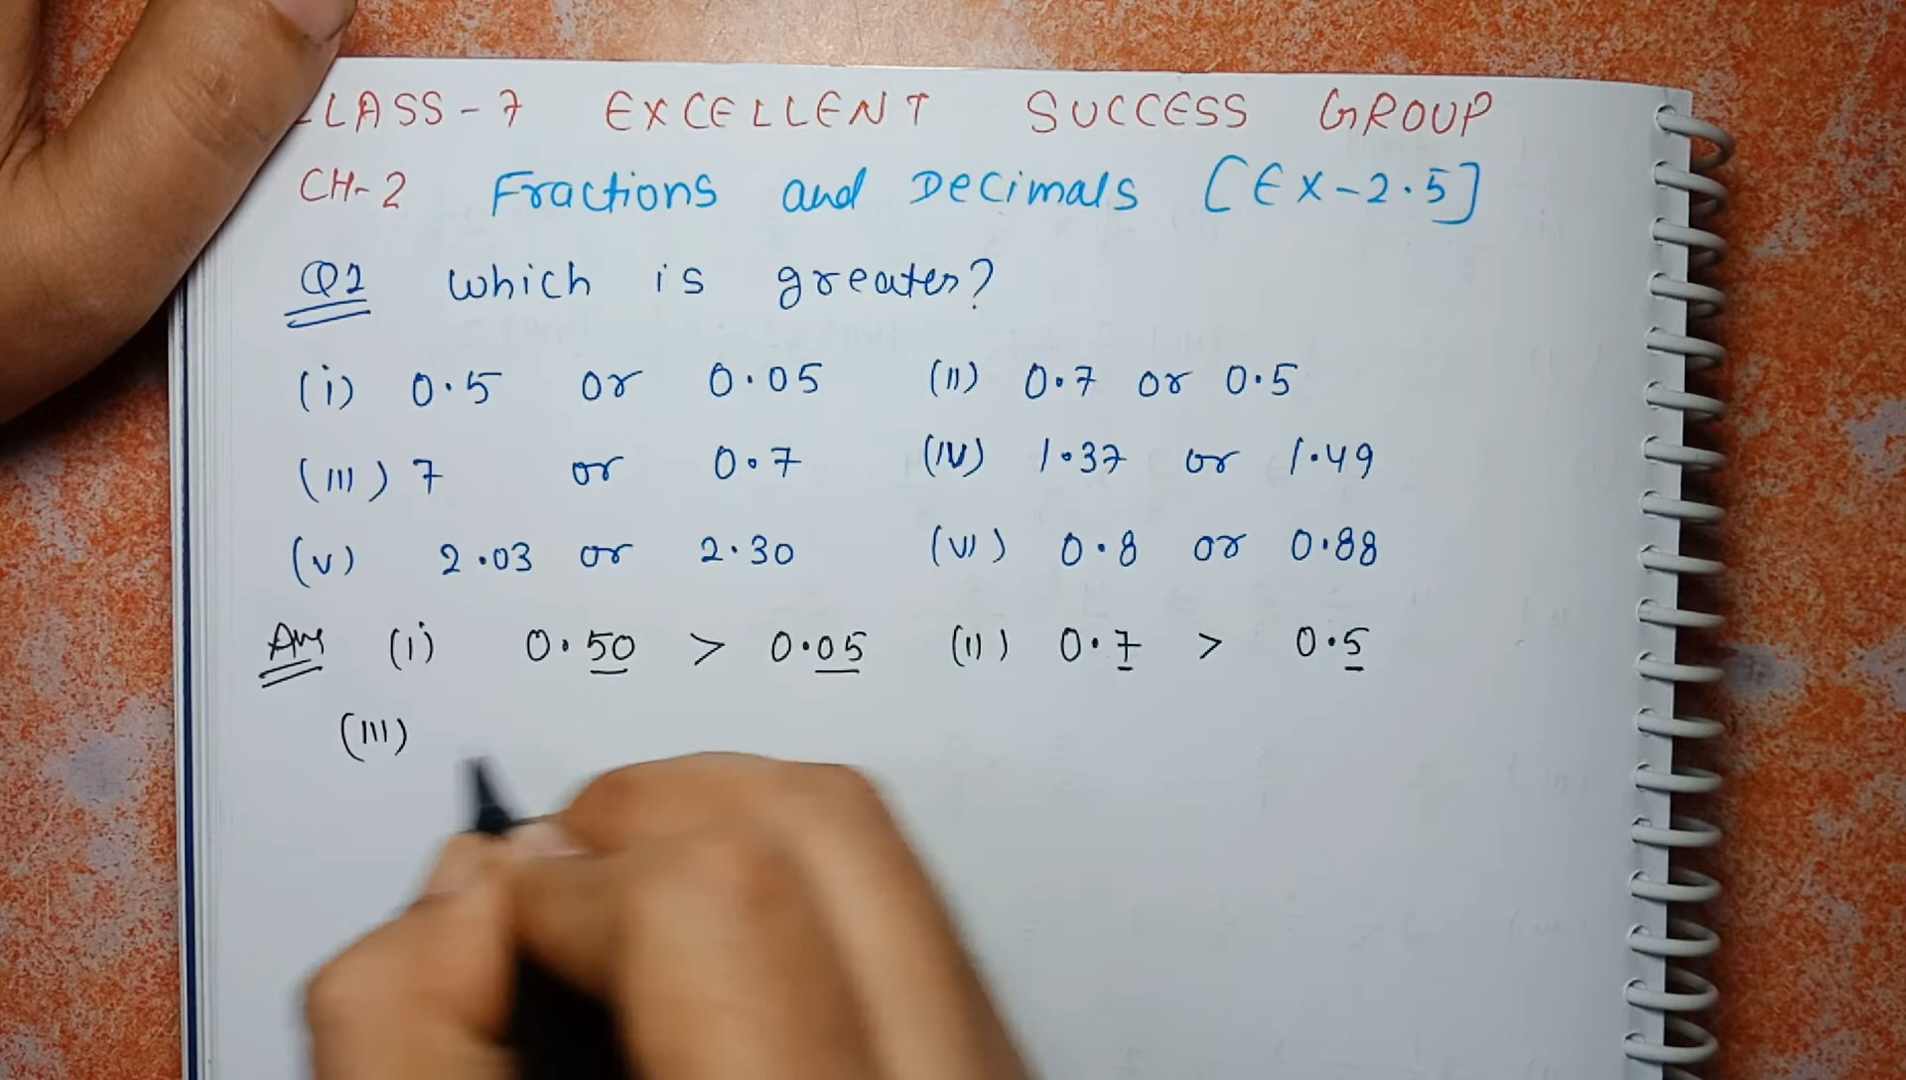 CLASS-7 EXCELLENT SUCCESS GROUP
CH-2 Fractions and Decimals [EX-2.5]
Q1 which is greater?
(i) 0.5 or 0.05 (II) 0.7 or 0.5
(III) 7 or 0.7 (IV) 1.37 or 1.49
(v) 2.03 or 2.30 (VI) 0.8 or 0.88
Ans (i) 0.50 > 0.05 (II) 0.7 > 0.5
(III)